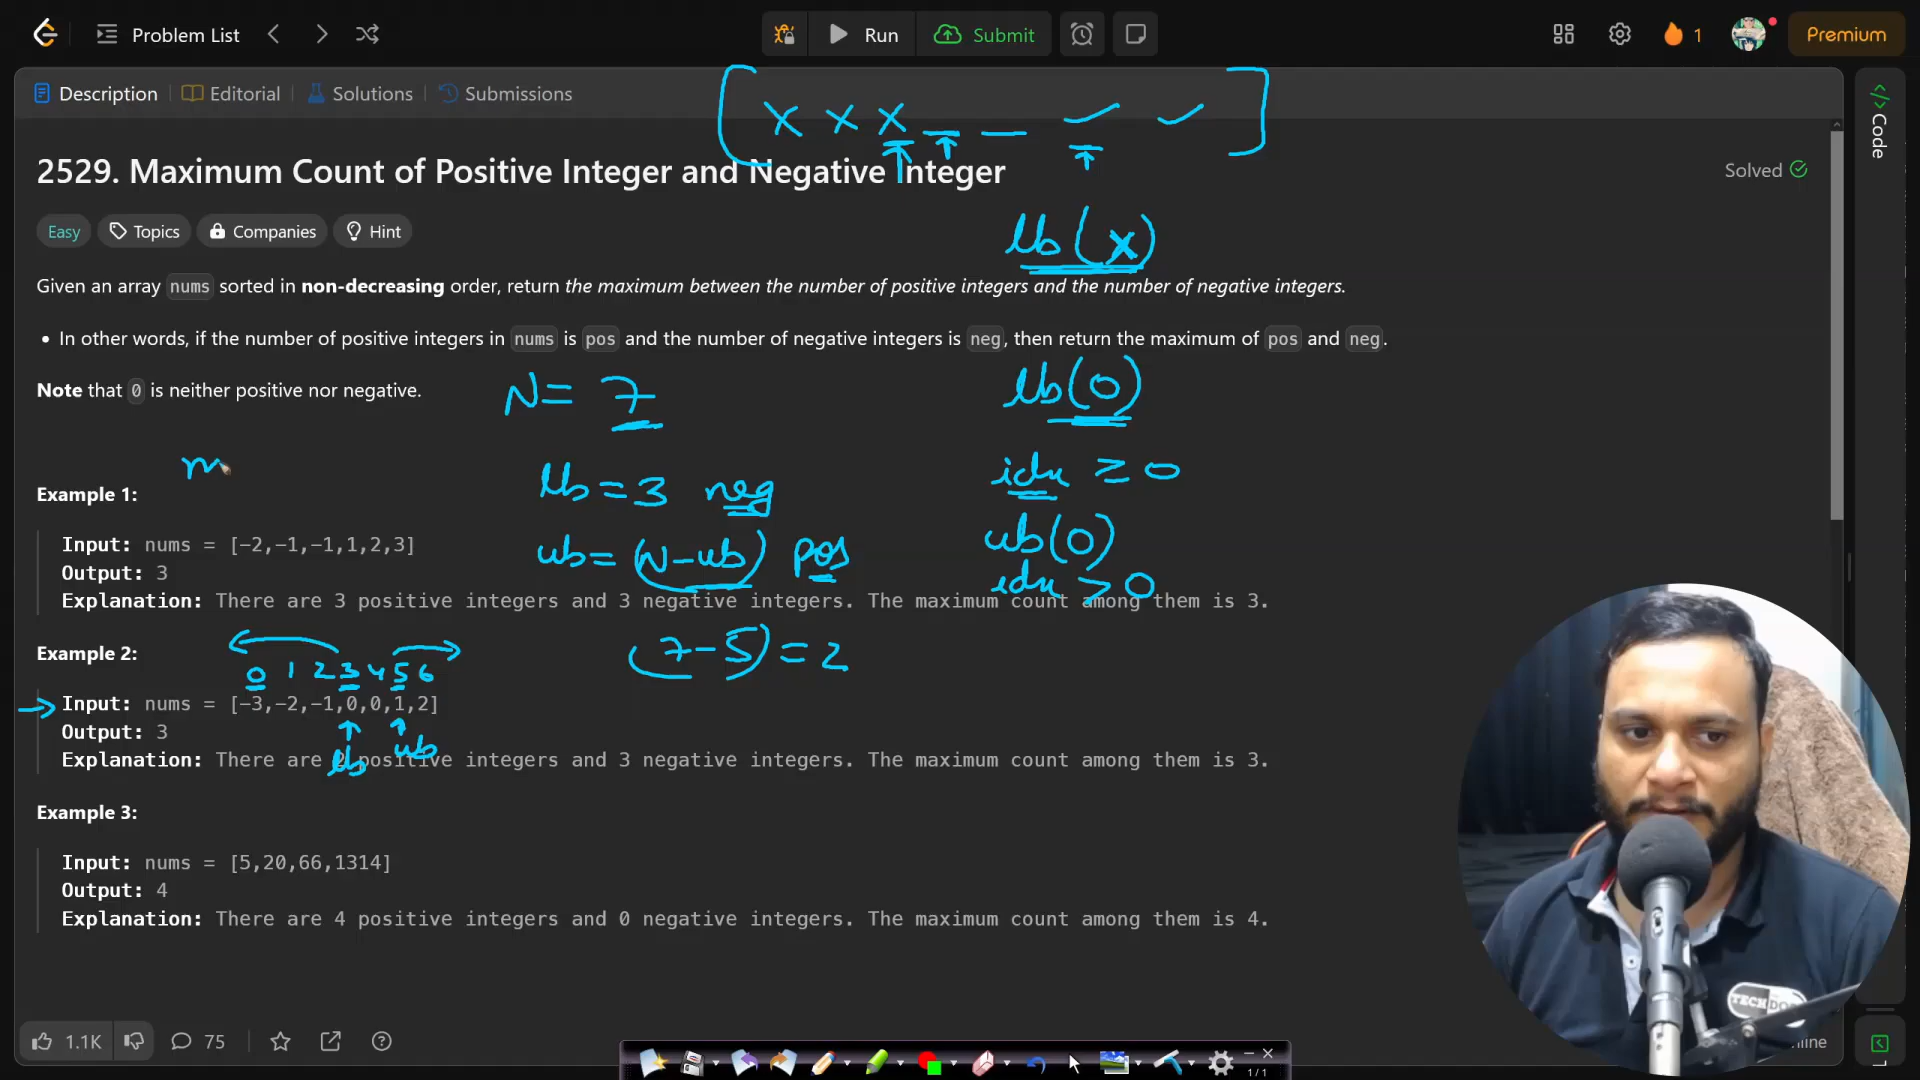 Problem List
Run
Submit
1
Premium
Description
Editorial
Solutions
Submissions
Code
x x x
2529. Maximum Count of Positive Integer and Negative Integer
Solved
Easy
Topics
Companies
Hint
lb(x)
Given an array nums sorted in non-decreasing order, return the maximum between the number of positive integers and the number of negative integers.
• In other words, if the number of positive integers in nums is pos and the number of negative integers is neg, then return the maximum of pos and neg.
Note that 0 is neither positive nor negative.
N = 7
lb(0)
m
idx ≥ 0
lb = 3 neg
Example 1:
Input: nums = [-2,-1,-1,1,2,3]
ub = (N-ub) pos
ub(0)
Output: 3
idx > 0
Explanation: There are 3 positive integers and 3 negative integers. The maximum count among them is 3.
Example 2:
(7-5) = 2
0 1 2 3 4 5 6
Input: nums = [-3,-2,-1,0,0,1,2]
Output: 3
lb ub
Explanation: There are 2 positive integers and 3 negative integers. The maximum count among them is 3.
Example 3:
Input: nums = [5,20,66,1314]
Output: 4
Explanation: There are 4 positive integers and 0 negative integers. The maximum count among them is 4.
1.1K
75
1/1